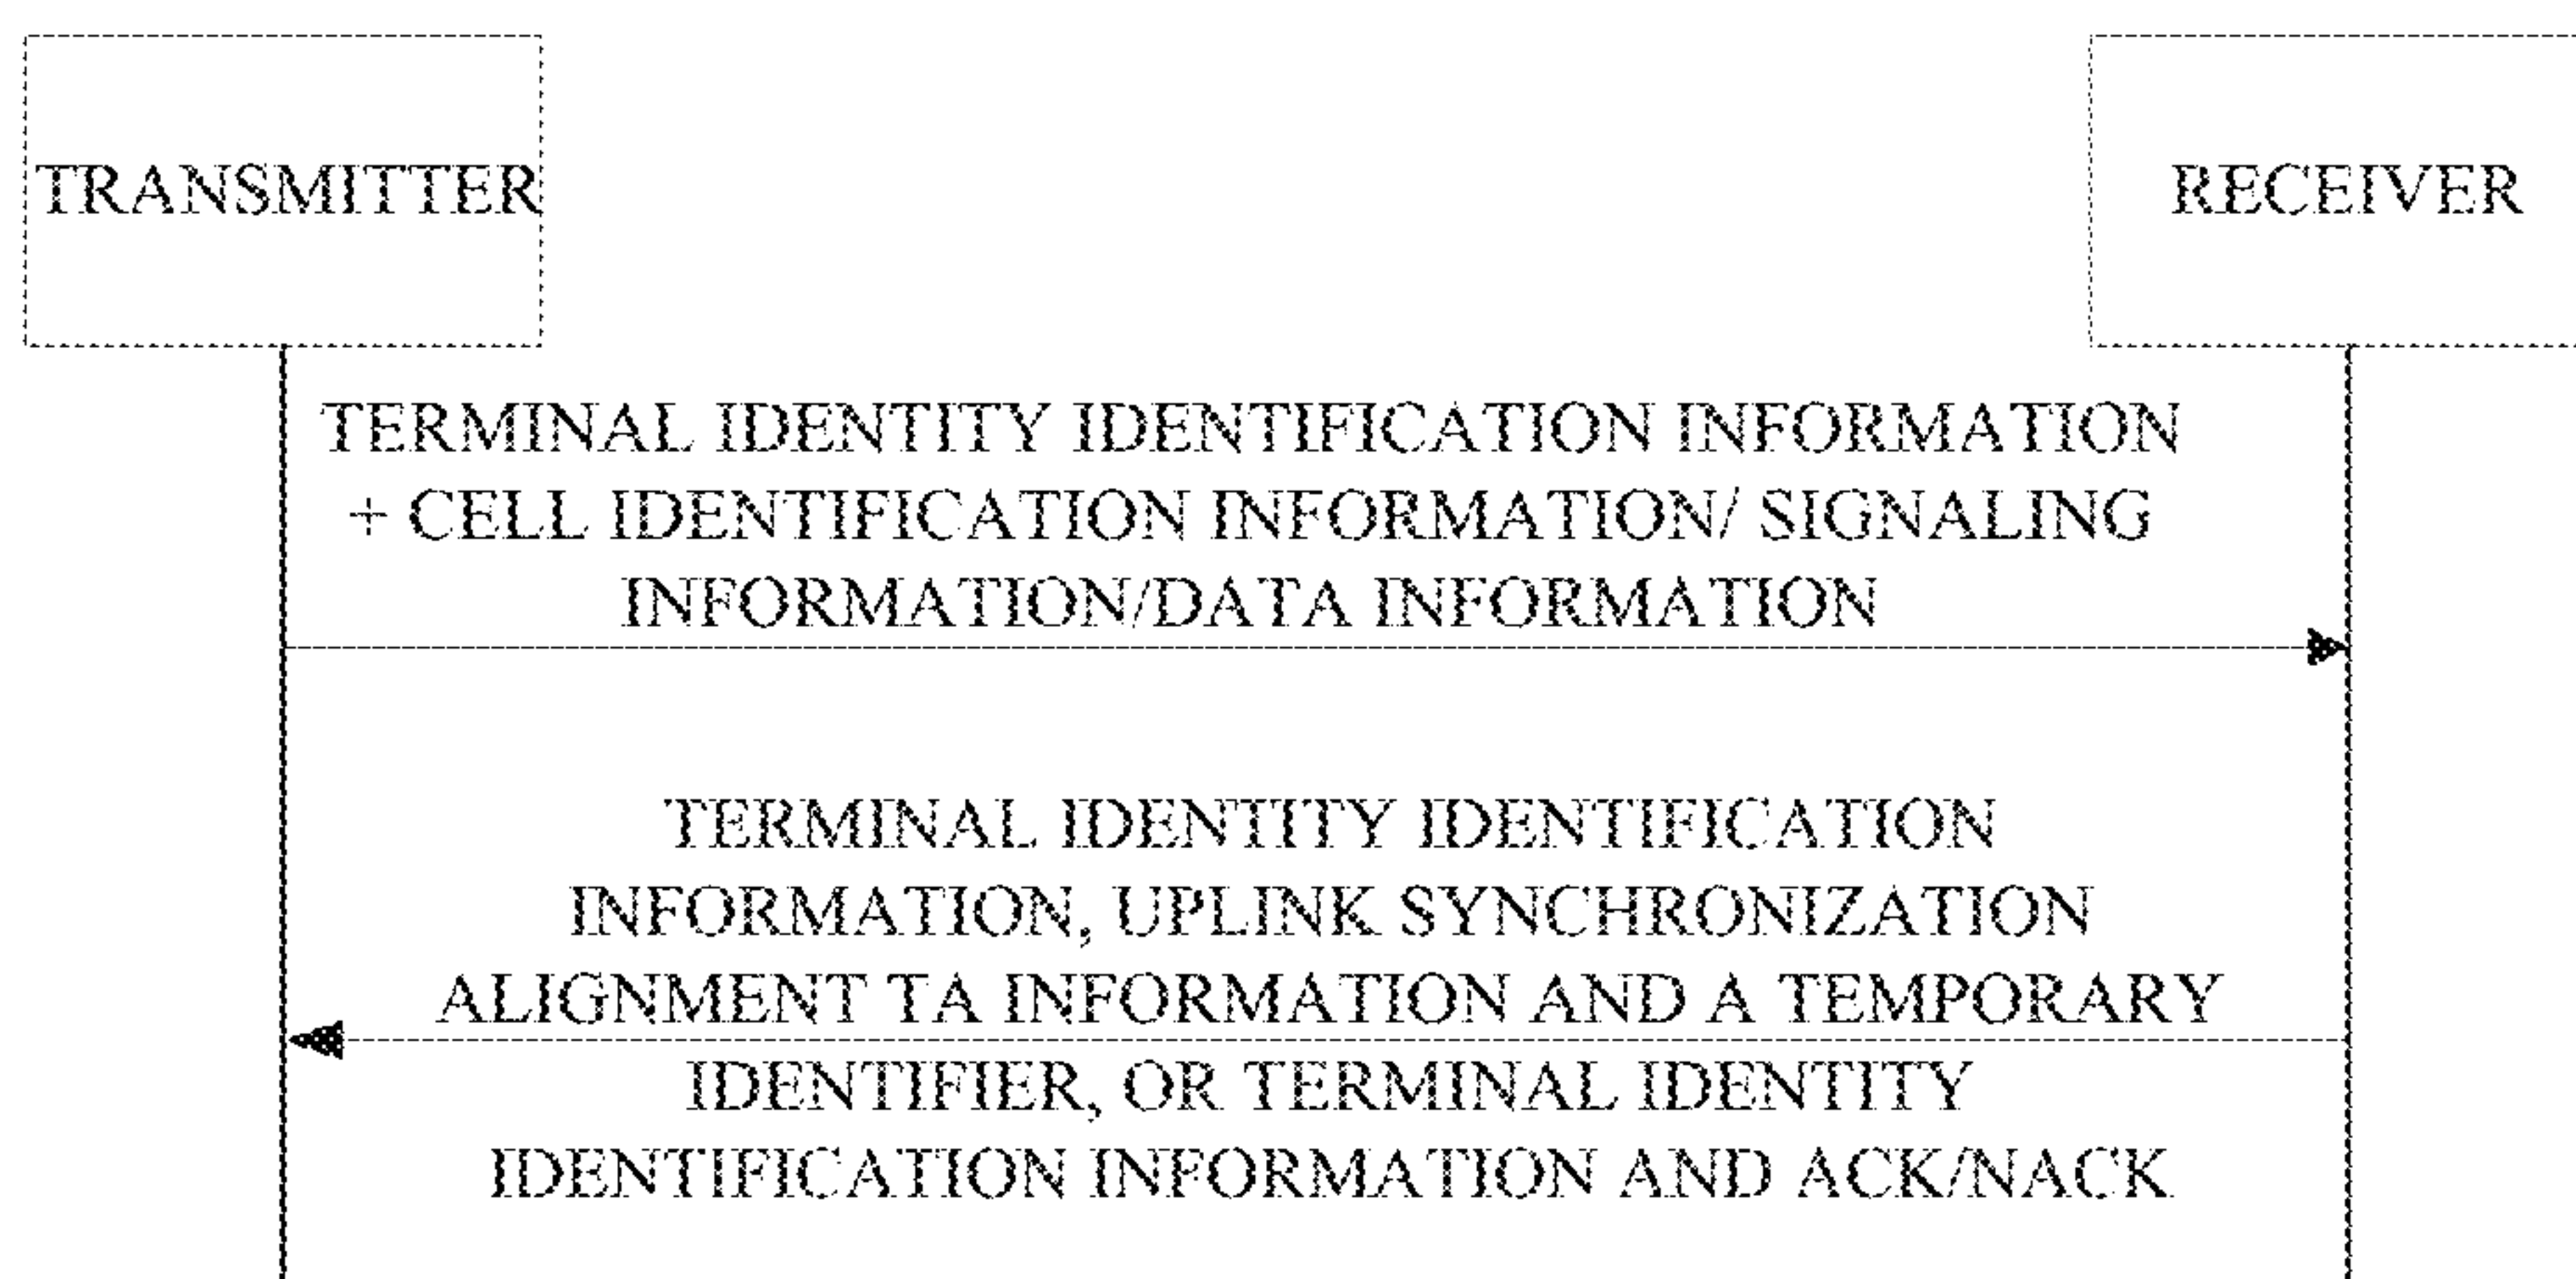 TRANSMITTER
RECEIVER
TERMINAL IDENTITY IDENTIFICATION INFORMATION
+ CELL IDENTIFICATION INFORMATION/ SIGNALING
INFORMATION/DATA INFORMATION
TERMINAL IDENTITY IDENTIFICATION
INFORMATION, UPLINK SYNCHRONIZATION
ALIGNMENT TA INFORMATION AND A TEMPORARY
IDENTIFIER, OR TERMINAL IDENTITY
IDENTIFICATION INFORMATION AND ACK/NACK